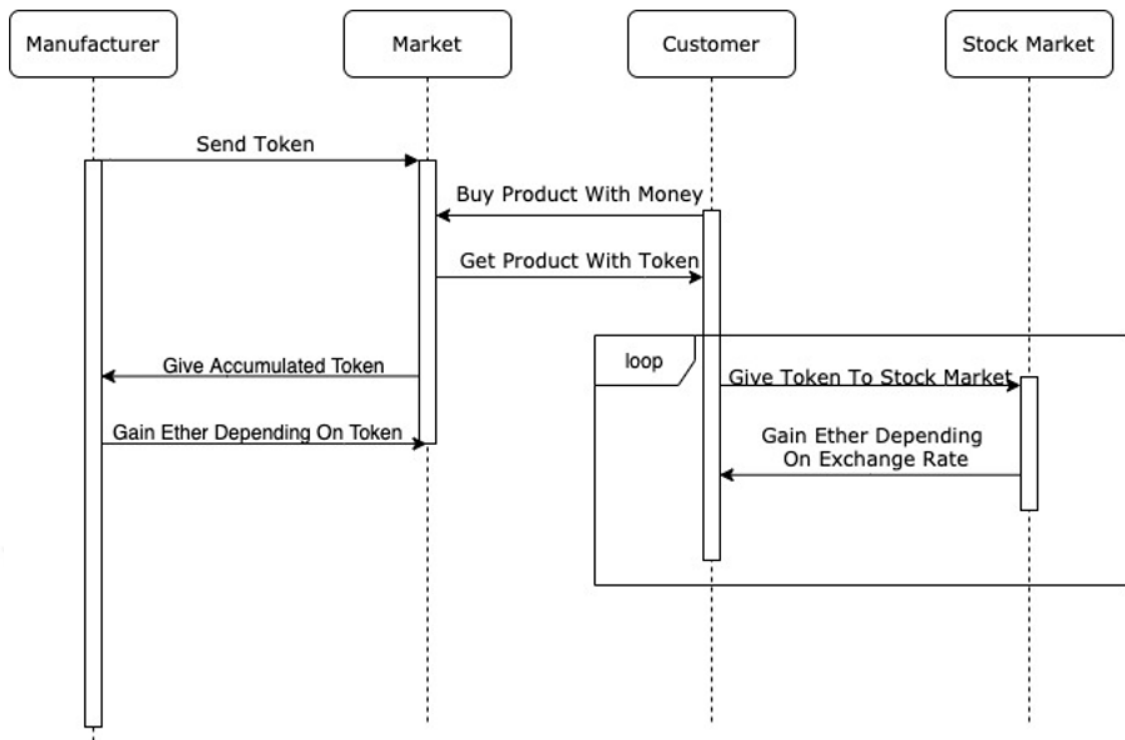 Manufacturer
Market
Customer
Stock Market
Send Token
Buy Product With Money
Get Product With Token
loop
Give Accumulated Token
Give Token To Stock Market
Gain Ether Depending On Token
Gain Ether Depending
On Exchange Rate